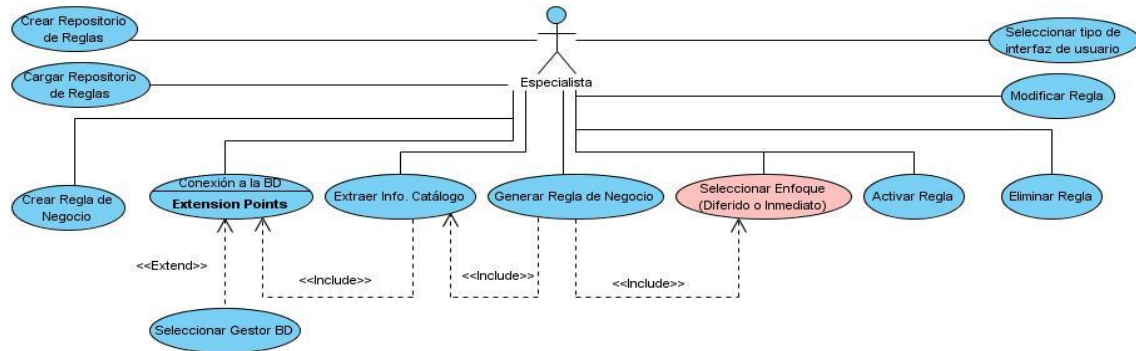 Crear Repositorio
de Reglas
Seleccionar tipo de
interfaz de usuario
Especialista
Cargar Repositorio
de Reglas
Modificar Regla
Crear Regla de
Negocio
Conexión a la BD
Extension Points
Extraer Info. Catálogo
Generar Regla de Negocio
Seleccionar Enfoque
(Diferido o Inmediato)
Activar Regla
Eliminar Regla
<<Extend>>
<<Include>>
<<Include>>
<<Include>>
Seleccionar Gestor BD